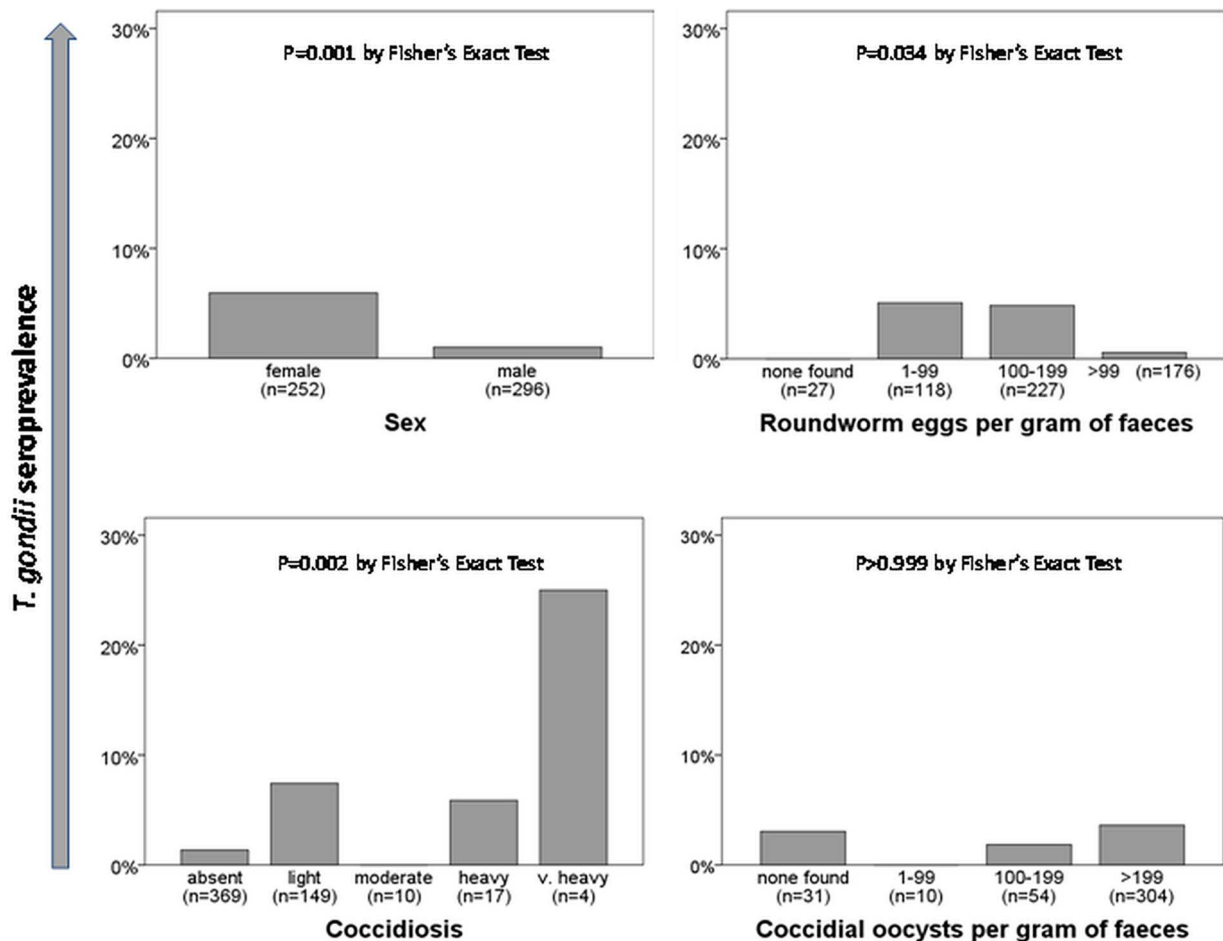 T. gondii seroprevalence
30%
20%
10%
0%
P=0.001 by Fisher's Exact Test
female
(n=252)
male
(n=296)
Sex
30%
20%
10%
0%
P=0.034 by Fisher's Exact Test
none found
(n=27)
1-99
(n=118)
100-199
(n=227)
>99 (n=176)
Roundworm eggs per gram of faeces
30%
20%
10%
0%
P=0.002 by Fisher's Exact Test
absent
(n=369)
light
(n=149)
moderate
(n=10)
heavy
(n=17)
v. heavy
(n=4)
Coccidiosis
30%
20%
10%
0%
P>0.999 by Fisher's Exact Test
none found
(n=31)
1-99
(n=10)
100-199
(n=54)
>199
(n=304)
Coccidial oocysts per gram of faeces